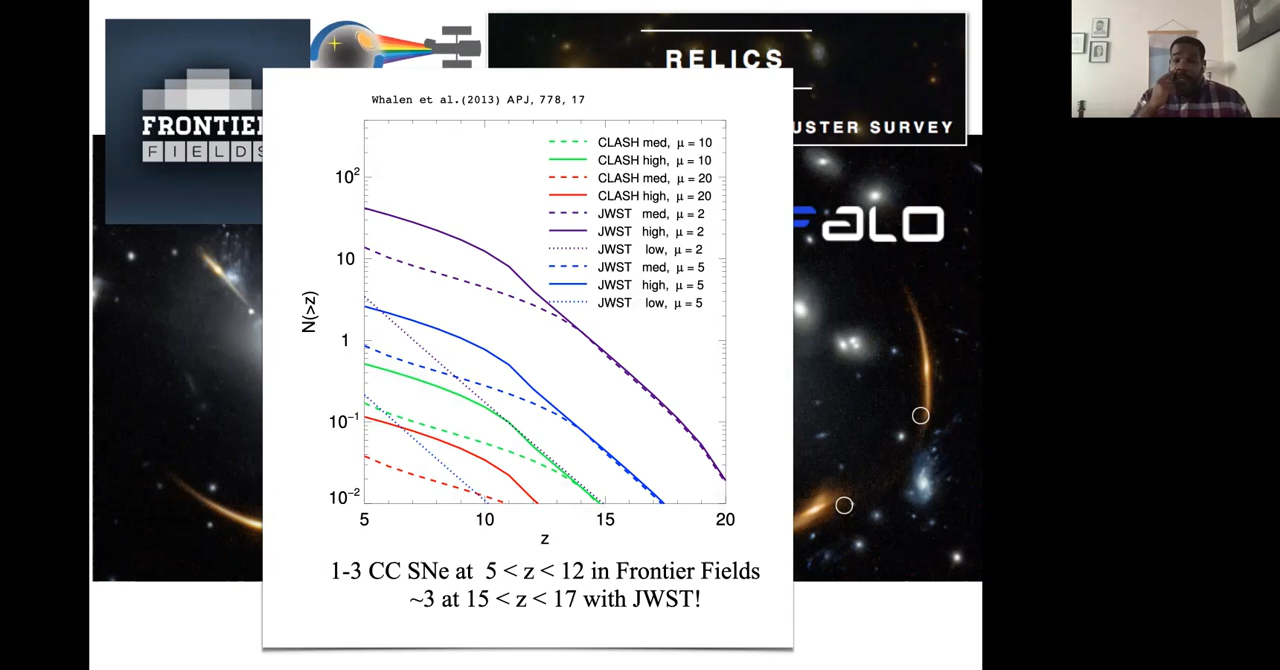 FRONTIER
FIELDS
RELICS
USTER SURVEY
ALO
Whalen et al.(2013) APJ, 778, 17
CLASH med, μ = 10
CLASH high, μ = 10
CLASH med, μ = 20
CLASH high, μ = 20
JWST med, μ = 2
JWST high, μ = 2
JWST low, μ = 2
JWST med, μ = 5
JWST high, μ = 5
JWST low, μ = 5
N(>z)
10²
10
1
10⁻¹
10⁻²
5 10 15 20
z
1-3 CC SNe at 5 < z < 12 in Frontier Fields
~3 at 15 < z < 17 with JWST!